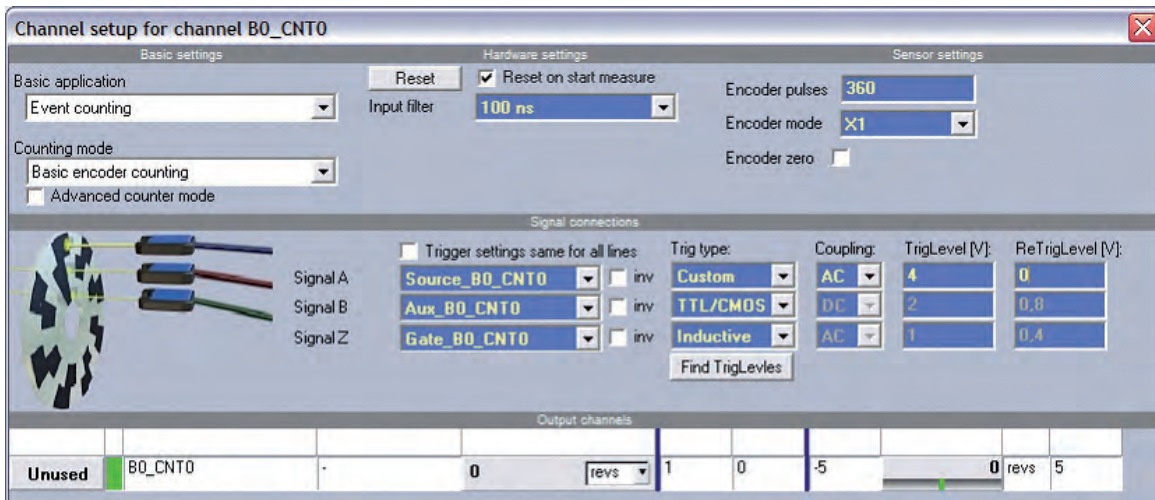 Channel setup for channel B0_CNT0
Basic settings
Hardware settings
Sensor settings
Basic application
Event counting
Counting mode
Basic encoder counting
Advanced counter mode
Reset
Reset on start measure
Input filter
100 ns
Encoder pulses
360
Encoder mode
X1
Encoder zero
Signal connections
Trigger settings same for all lines
Trig type:
Coupling:
TrigLevel [V]:
ReTrigLevel [V]:
Signal A
Source_B0_CNT0
inv
Custom
AC
4
0
Signal B
Aux_B0_CNT0
inv
TTL/CMOS
DC
2
0,8
Signal Z
Gate_B0_CNT0
inv
Inductive
AC
1
0,4
Find TrigLevles
Output channels
Unused
B0_CNT0
-
0
revs
1
0
-5
0
revs
5